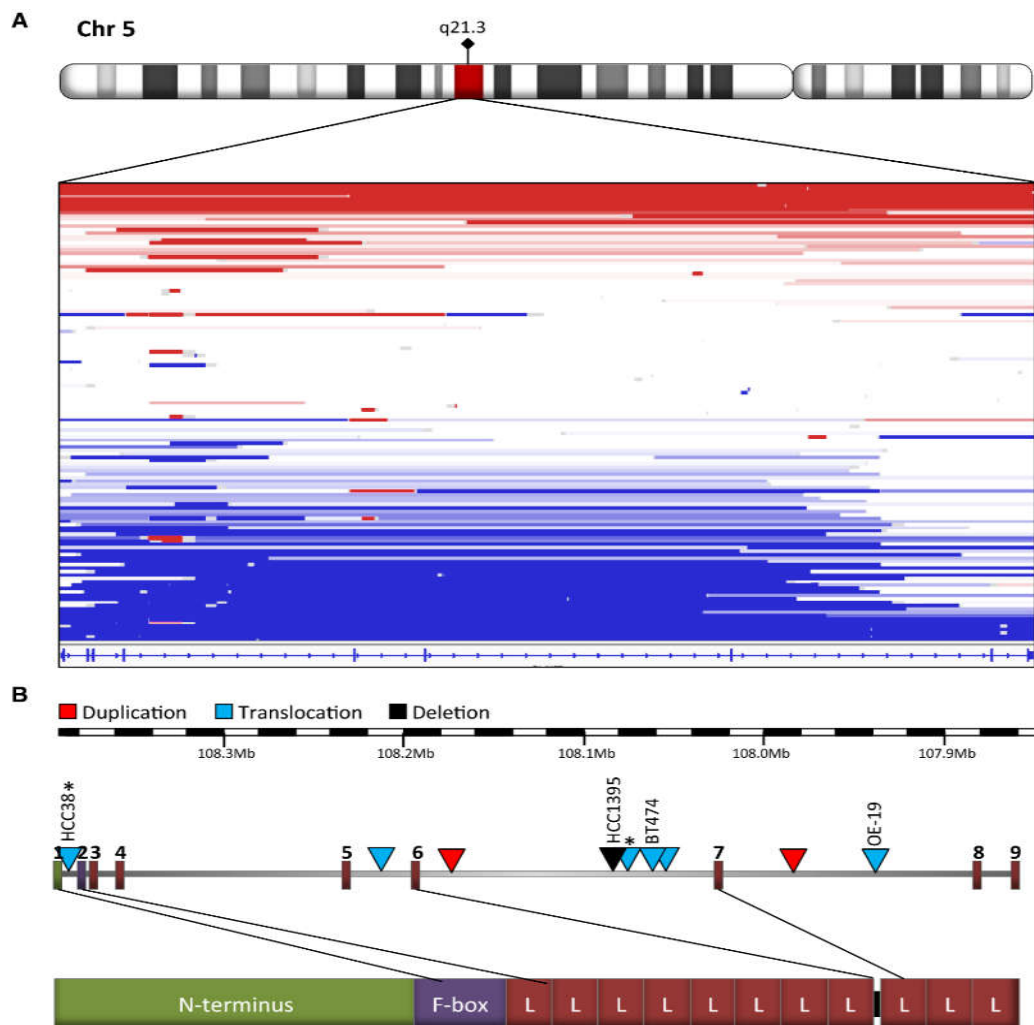 A
Chr 5
q21.3
B
Duplication Translocation Deletion
108.3Mb 108.2Mb 108.1Mb 108.0Mb 107.9Mb
HCC38* HCC1395 * BT474 OE-19
1 2 3 4 5 6 7 8 9
N-terminus F-box L L L L L L L L L L L